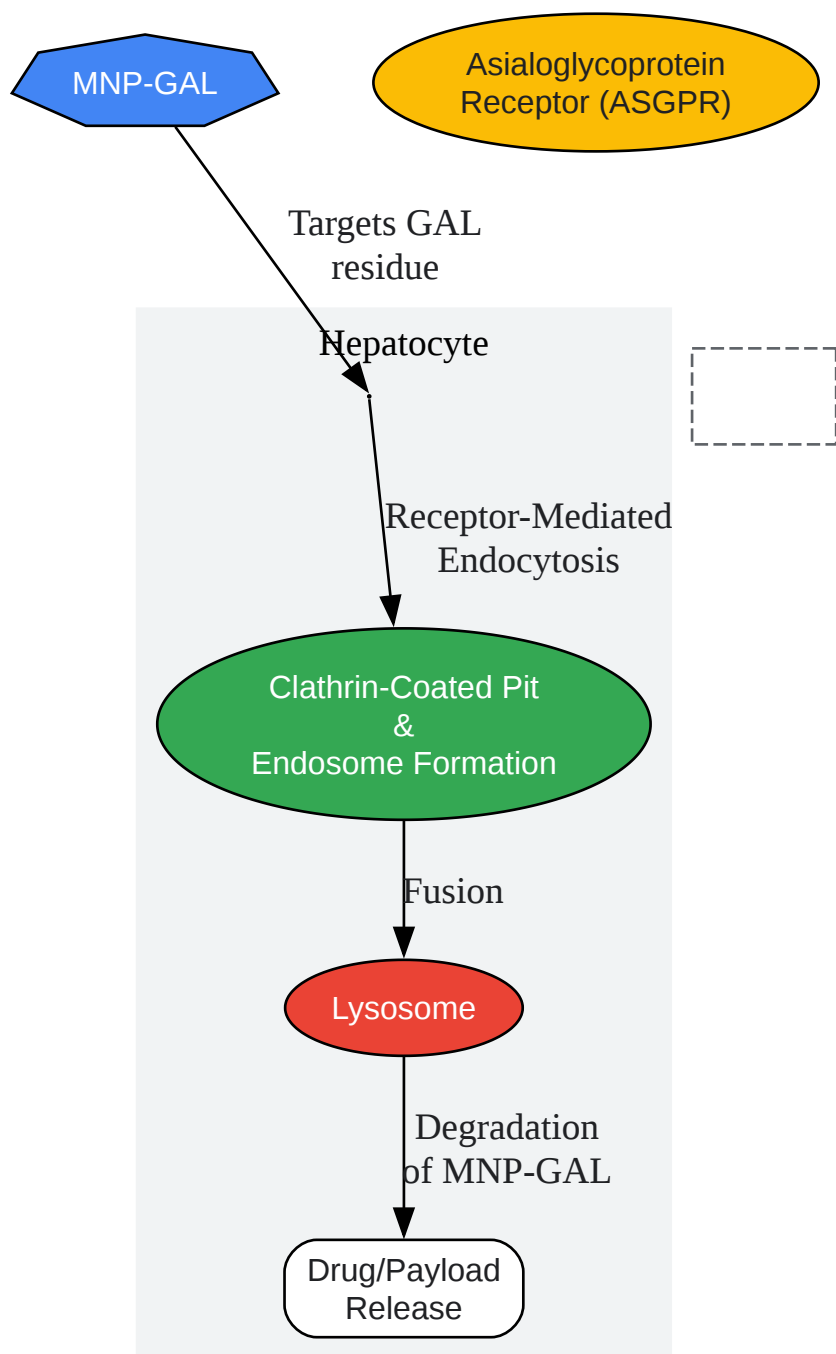 MNP-GAL
Asialoglycoprotein
Receptor (ASGPR)
Targets GAL
residue
Hepatocyte
Receptor-Mediated
Endocytosis
Clathrin-Coated Pit
&
Endosome Formation
Fusion
Lysosome
Degradation
of MNP-GAL
Drug/Payload
Release